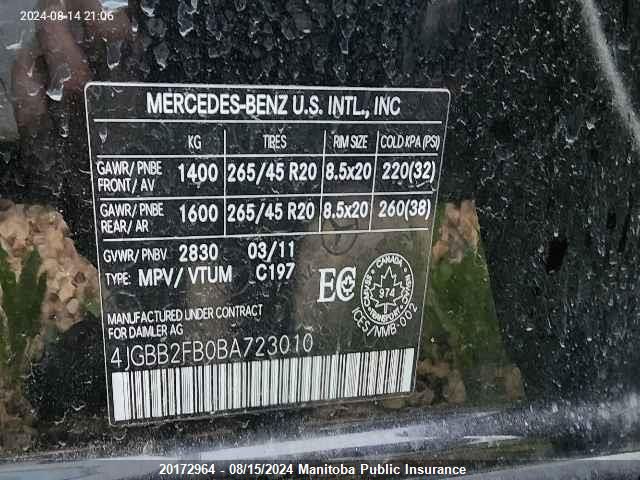 2024-08-14 21:06
MERCEDES-BENZ U.S. INTL., INC
KG TIRES RIM SIZE COLD KPA (PSI)
GAWR/ PNBE FRONT/ AV 1400 265/45 R20 8.5x20 220(32)
GAWR/ PNBE REAR/ AR 1600 265/45 R20 8.5x20 260(38)
GVWR/ PNBV 2830 03/11
TYPE: MPV/ VTUM C197
EC
CANADA
974
TRANSPORT
ICES/NMB-002
MANUFACTURED UNDER CONTRACT
FOR DAIMLER AG
4JGBB2FB0BA723010
20172964 - 08/15/2024 Manitoba Public Insurance